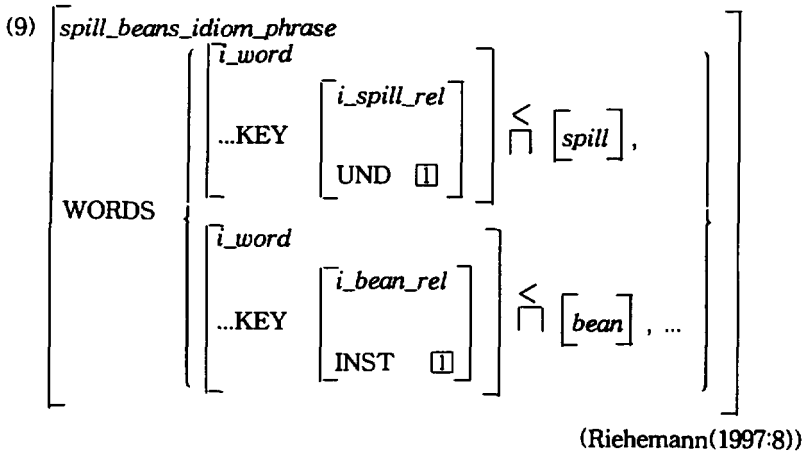 (9) spill_beans_idiom_phrase
i_word
i_spill_rel
...KEY
< ⊓ [spill],
UND [1]
WORDS
i_word
i_bean_rel
...KEY
< ⊓ [bean], ...
INST [1]
(Riehemann(1997:8))